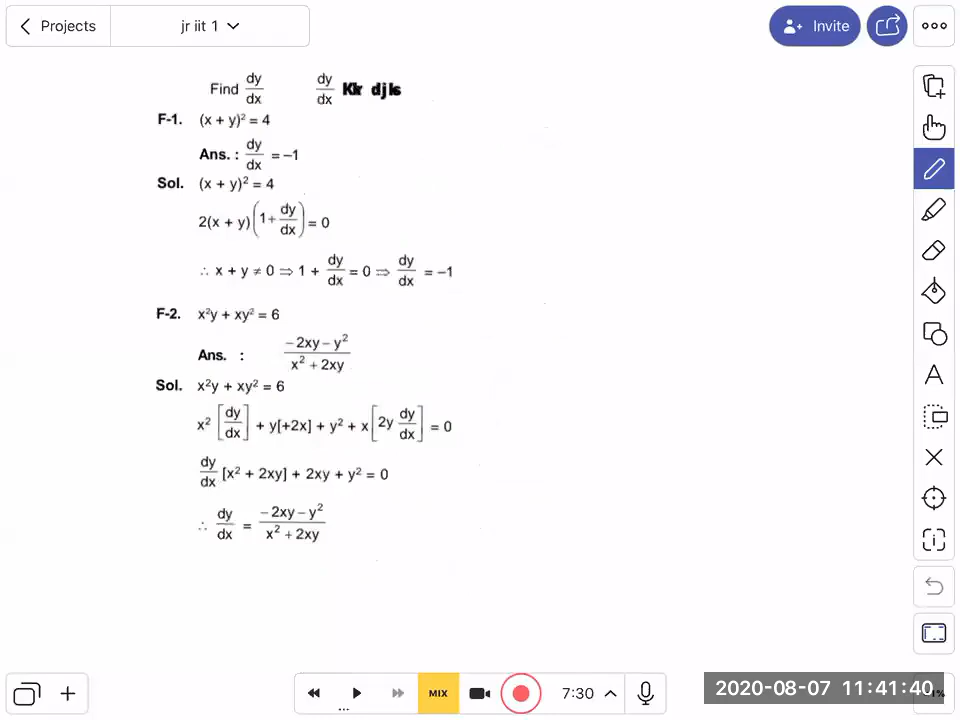 Projects
jr iit 1
Invite
Find dy/dx dy/dx Kkr djks
F-1. (x + y)² = 4
Ans. : dy/dx = –1
Sol. (x + y)² = 4
2(x + y)(1+ dy/dx) = 0
∴ x + y ≠ 0 ⇒ 1 + dy/dx = 0 ⇒ dy/dx = –1
F-2. x²y + xy² = 6
Ans. : (–2xy – y²)/(x² + 2xy)
Sol. x²y + xy² = 6
x² [dy/dx] + y[+2x] + y² + x [2y dy/dx] = 0
dy/dx [x² + 2xy] + 2xy + y² = 0
∴ dy/dx = (–2xy – y²)/(x² + 2xy)
MIX
7:30
2020-08-07 11:41:40